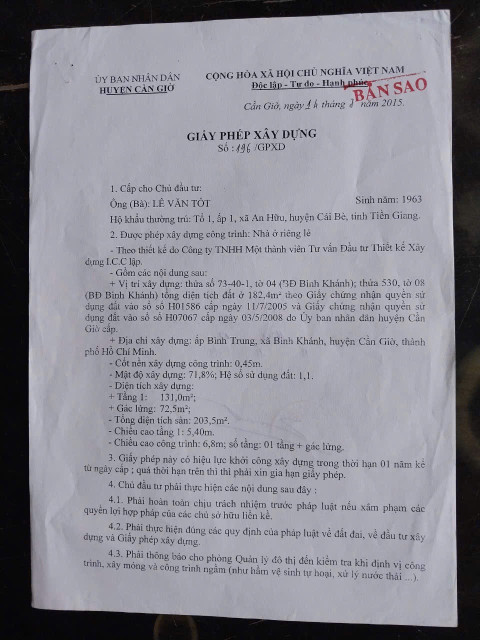 ỦY BAN NHÂN DÂN
HUYỆN CẦN GIỜ
CỘNG HÒA XÃ HỘI CHỦ NGHĨA VIỆT NAM
Độc lập - Tự do - Hạnh phúc
BẢN SAO
Cần Giờ, ngày 16 tháng 7 năm 2015.
GIẤY PHÉP XÂY DỰNG
Số : 196 /GPXD
1. Cấp cho Chủ đầu tư:
Ông (Bà): LÊ VĂN TỐT Sinh năm: 1963
Hộ khẩu thường trú: Tổ 1, ấp 1, xã An Hữu, huyện Cái Bè, tỉnh Tiền Giang.
2. Được phép xây dựng công trình: Nhà ở riêng lẻ
- Theo thiết kế do Công ty TNHH Một thành viên Tư vấn Đầu tư Thiết kế Xây
dựng I.C.C lập.
- Gồm các nội dung sau:
+ Vị trí xây dựng: thửa số 73-40-1, tờ 04 (BĐ Bình Khánh); thửa 530, tờ 08
(BĐ Bình Khánh) tổng diện tích đất ở 182,4m² theo Giấy chứng nhận quyền sử
dụng đất vào sổ số H01586 cấp ngày 11/7/2005 và Giấy chứng nhận quyền sử
dụng đất vào sổ số H07067 cấp ngày 03/5/2008 do Ủy ban nhân dân huyện Cần
Giờ cấp.
+ Địa chỉ xây dựng: ấp Bình Trung, xã Bình Khánh, huyện Cần Giờ, thành
phố Hồ Chí Minh.
- Cốt nền xây dựng công trình: 0,45m.
- Mật độ xây dựng: 71,8%; Hệ số sử dụng đất: 1,1.
- Diện tích xây dựng:
+ Tầng 1: 131,0m²;
+ Gác lửng: 72,5m²;
- Tổng diện tích sàn: 203,5m².
- Chiều cao tầng 1: 5,40m.
- Chiều cao công trình: 6,8m; số tầng: 01 tầng + gác lửng.
3. Giấy phép này có hiệu lực khởi công xây dựng trong thời hạn 01 năm kể
từ ngày cấp ; quá thời hạn trên thì thì phải xin gia hạn giấy phép.
4. Chủ đầu tư phải thực hiện các nội dung sau đây :
4.1. Phải hoàn toàn chịu trách nhiệm trước pháp luật nếu xâm phạm các
quyền lợi hợp pháp của các chủ sở hữu liền kề.
4.2. Phải thực hiện đúng các quy định của pháp luật về đất đai, về đầu tư xây
dựng và Giấy phép xây dựng.
4.3. Phải thông báo cho phòng Quản lý đô thị đến kiểm tra khi định vị công
trình, xây móng và công trình ngầm (như hầm vệ sinh tự hoại, xử lý nước thải ...).